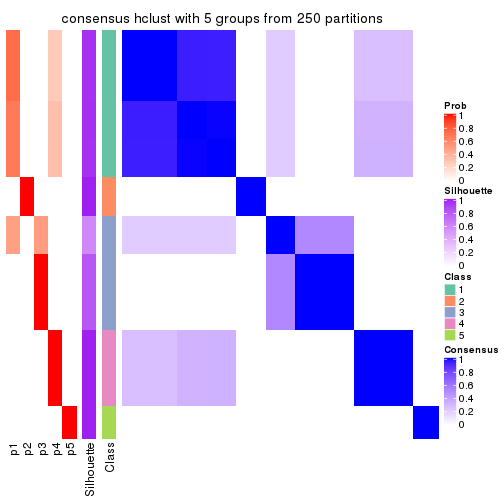 consensus hclust with 5 groups from 250 partitions
Prob
1
0.8
0.6
0.4
0.2
0
Silhouette
1
0.8
0.6
0.4
0.2
0
Class
1
2
3
4
5
Consensus
1
0.8
0.6
0.4
0.2
0
p1
p2
p3
p4
p5
Silhouette
Class